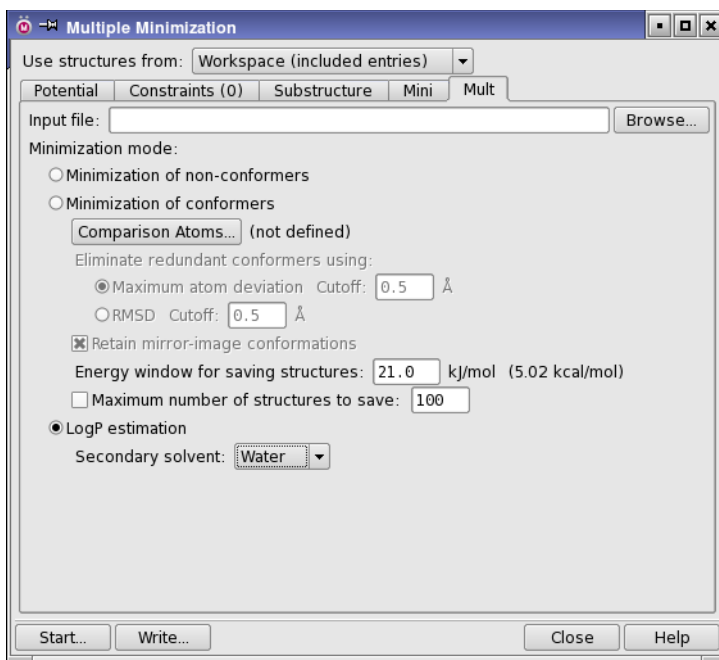 Multiple Minimization
Use structures from: Workspace (included entries)
Potential Constraints (0) Substructure Mini Mult
Input file: Browse...
Minimization mode:
Minimization of non-conformers
Minimization of conformers
Comparison Atoms... (not defined)
Eliminate redundant conformers using:
Maximum atom deviation Cutoff: 0.5 Å
RMSD Cutoff: 0.5 Å
Retain mirror-image conformations
Energy window for saving structures: 21.0 kJ/mol (5.02 kcal/mol)
Maximum number of structures to save: 100
LogP estimation
Secondary solvent: Water
Start... Write... Close Help